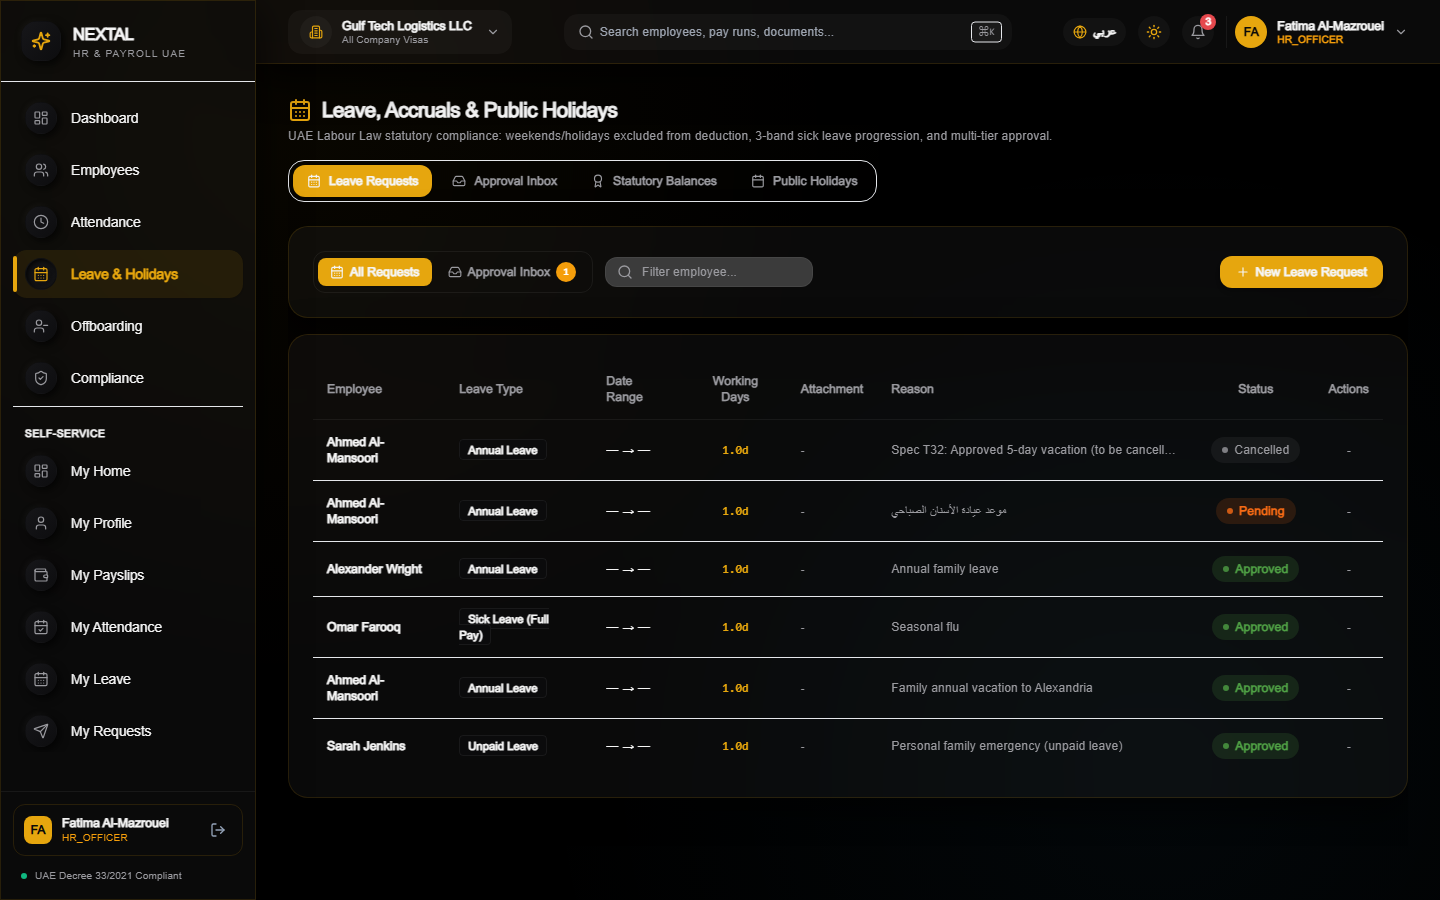 NEXTAL
HR & PAYROLL UAE
Gulf Tech Logistics LLC
All Company Visas
Search employees, pay runs, documents...
⌘K
عربي
3
FA
Fatima Al-Mazrouei
HR_OFFICER
Dashboard
Employees
Attendance
Leave & Holidays
Offboarding
Compliance
SELF-SERVICE
My Home
My Profile
My Payslips
My Attendance
My Leave
My Requests
FA
Fatima Al-Mazrouei
HR_OFFICER
UAE Decree 33/2021 Compliant
Leave, Accruals & Public Holidays
UAE Labour Law statutory compliance: weekends/holidays excluded from deduction, 3-band sick leave progression, and multi-tier approval.
Leave Requests
Approval Inbox
Statutory Balances
Public Holidays
All Requests
Approval Inbox 1
Filter employee...
+ New Leave Request
Employee
Leave Type
Date Range
Working Days
Attachment
Reason
Status
Actions
Ahmed Al-Mansoori
Annual Leave
— → —
1.0d
-
Spec T32: Approved 5-day vacation (to be cancell...
Cancelled
-
Ahmed Al-Mansoori
Annual Leave
— → —
1.0d
-
موعد عيادة الأسنان الصباحي
Pending
-
Alexander Wright
Annual Leave
— → —
1.0d
-
Annual family leave
Approved
-
Omar Farooq
Sick Leave (Full Pay)
— → —
1.0d
-
Seasonal flu
Approved
-
Ahmed Al-Mansoori
Annual Leave
— → —
1.0d
-
Family annual vacation to Alexandria
Approved
-
Sarah Jenkins
Unpaid Leave
— → —
1.0d
-
Personal family emergency (unpaid leave)
Approved
-